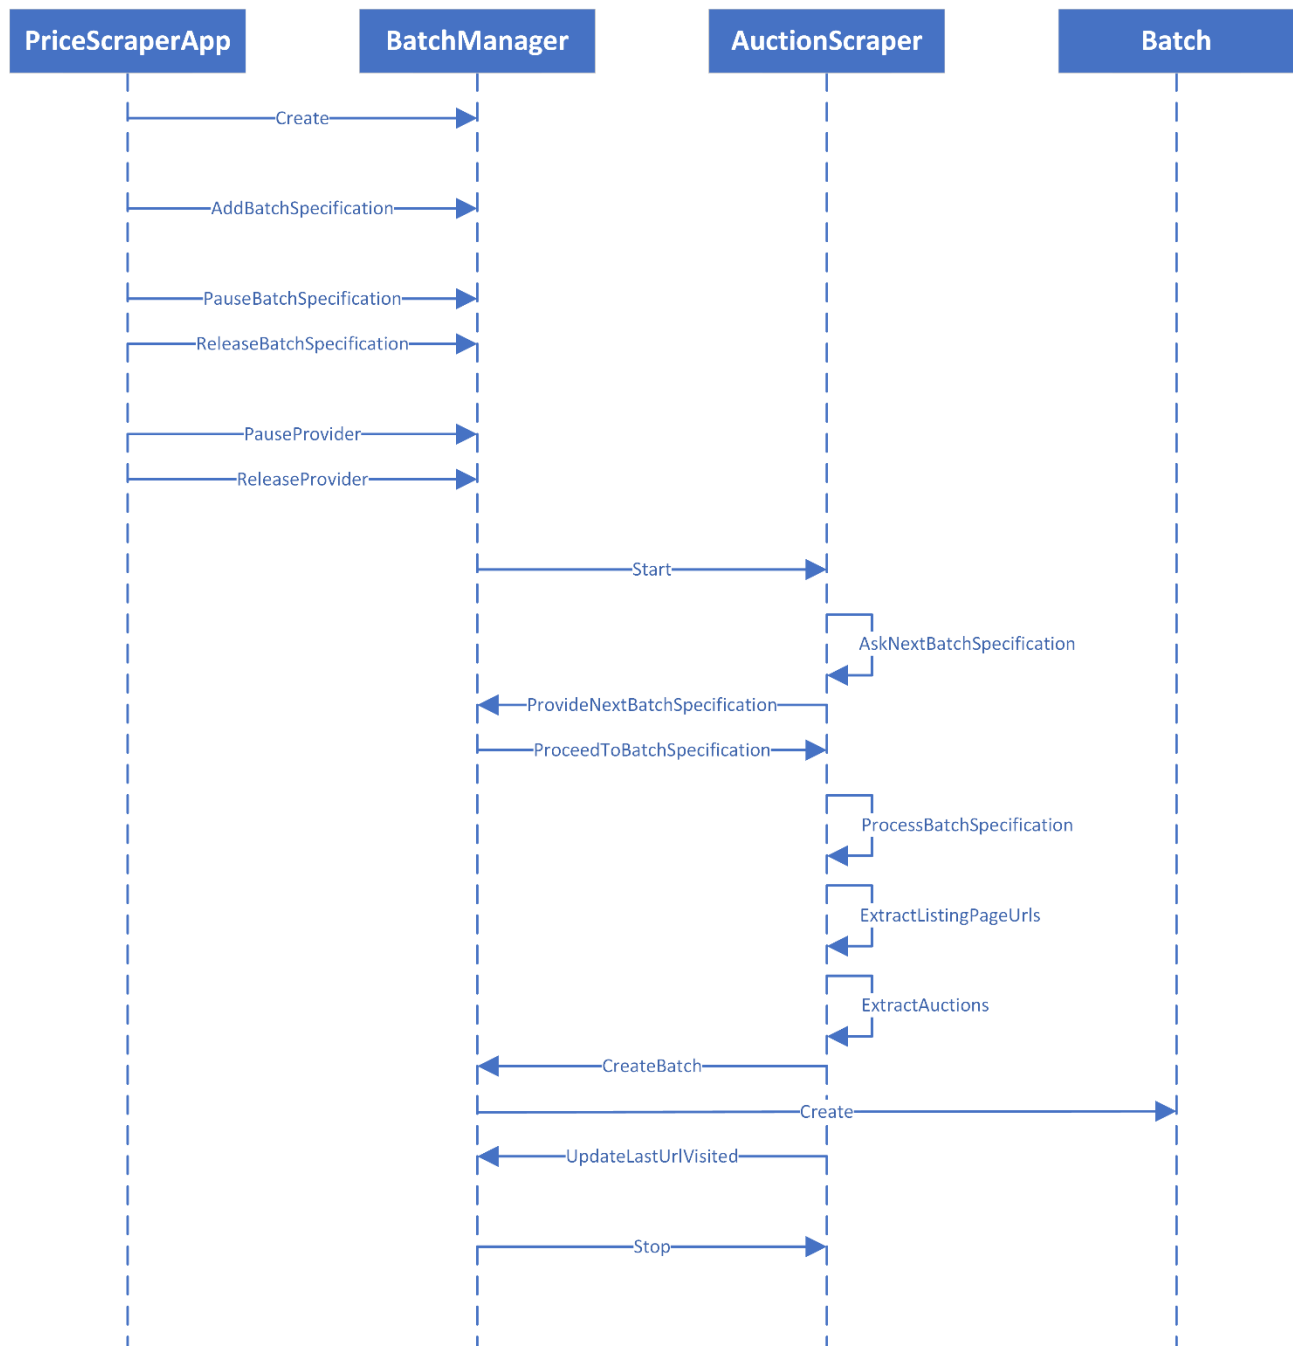 PriceScraperApp
BatchManager
AuctionScraper
Batch
Create
AddBatchSpecification
PauseBatchSpecification
ReleaseBatchSpecification
PauseProvider
ReleaseProvider
Start
AskNextBatchSpecification
ProvideNextBatchSpecification
ProceedToBatchSpecification
ProcessBatchSpecification
ExtractListingPageUrls
ExtractAuctions
CreateBatch
Create
UpdateLastUrlVisited
Stop